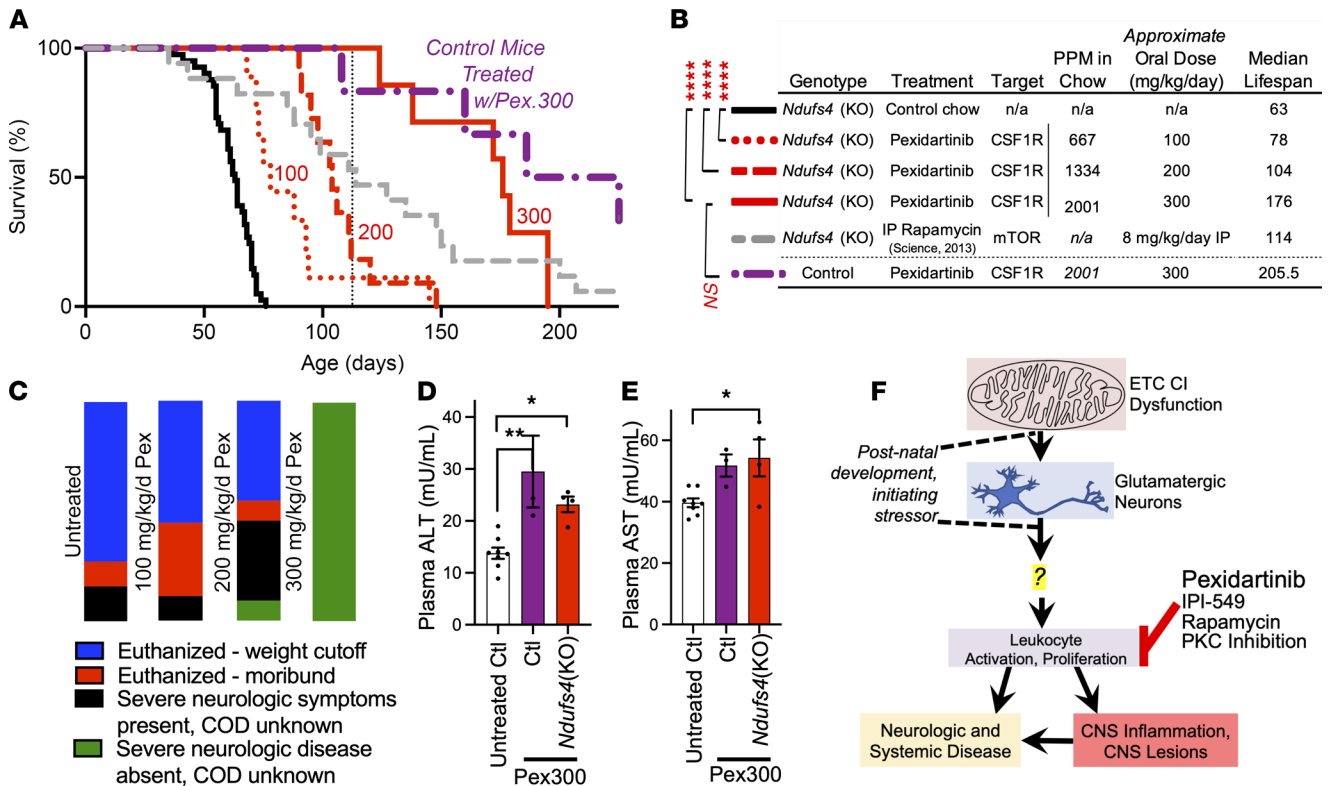 A
Survival (%)
100
50
0
0
50
100
150
200
Age (days)
Control Mice
Treated
w/Pex.300
100
200
300
B
****
****
****
NS
Genotype Treatment Target PPM in Chow Approximate Oral Dose (mg/kg/day) Median Lifespan
Ndufs4 (KO) Control chow n/a n/a n/a 63
Ndufs4 (KO) Pexidartinib CSF1R 667 100 78
Ndufs4 (KO) Pexidartinib CSF1R 1334 200 104
Ndufs4 (KO) Pexidartinib CSF1R 2001 300 176
Ndufs4 (KO) IP Rapamycin (Science, 2013) mTOR n/a 8 mg/kg/day IP 114
Control Pexidartinib CSF1R 2001 300 205.5
C
Untreated
100 mg/kg/d Pex
200 mg/kg/d Pex
300 mg/kg/d Pex
Euthanized - weight cutoff
Euthanized - moribund
Severe neurologic symptoms
present, COD unknown
Severe neurologic disease
absent, COD unknown
D
Plasma ALT (mU/mL)
40
30
20
10
0
*
**
Untreated Ctl
Ctl
Ndufs4(KO)
Pex300
E
Plasma AST (mU/mL)
60
40
20
0
*
Untreated Ctl
Ctl
Ndufs4(KO)
Pex300
F
ETC CI
Dysfunction
Post-natal
development,
initiating
stressor
Glutamatergic
Neurons
?
Pexidartinib
IPI-549
Rapamycin
PKC Inhibition
Leukocyte
Activation, Proliferation
Neurologic and
Systemic Disease
CNS Inflammation,
CNS Lesions